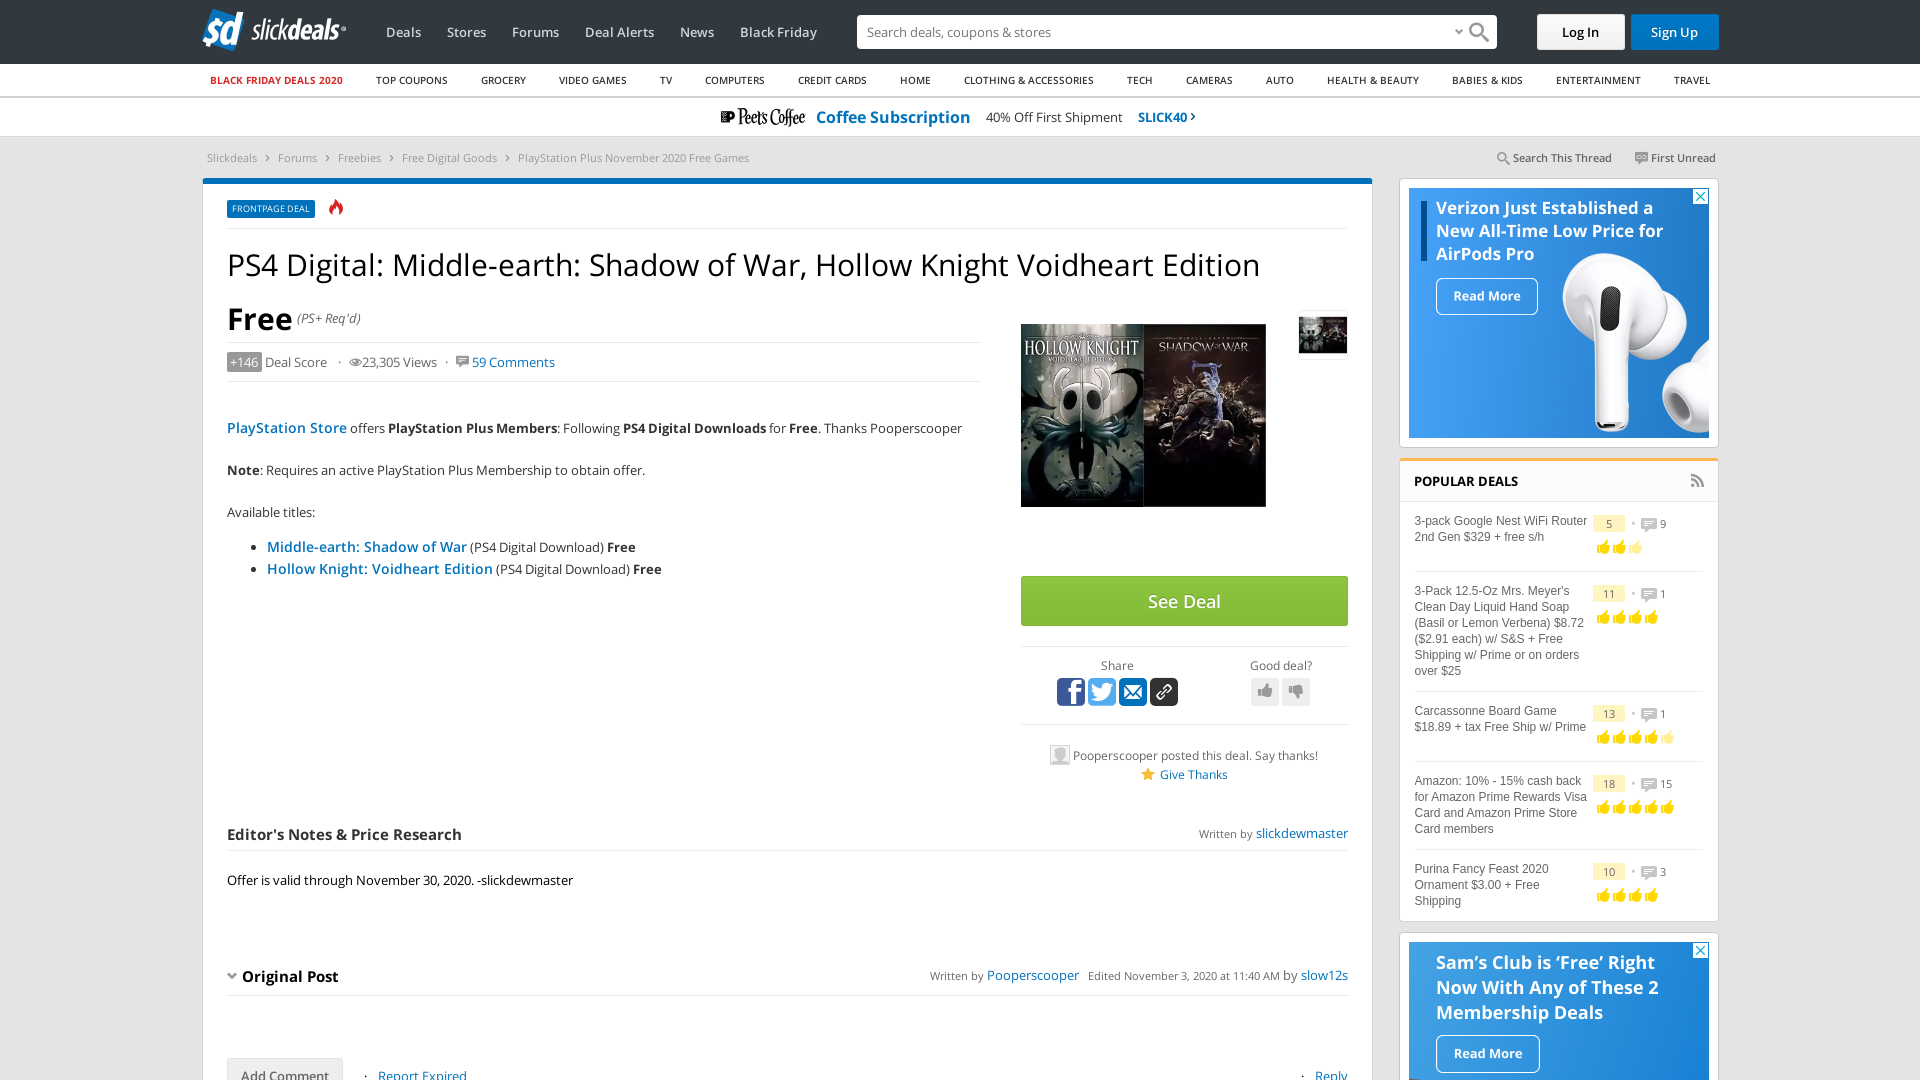 slickdeals
Deals Stores Forums Deal Alerts News Black Friday
Search deals, coupons & stores
Log In
Sign Up
BLACK FRIDAY DEALS 2020 TOP COUPONS GROCERY VIDEO GAMES TV COMPUTERS CREDIT CARDS HOME CLOTHING & ACCESSORIES TECH CAMERAS AUTO HEALTH & BEAUTY BABIES & KIDS ENTERTAINMENT TRAVEL
Peet's Coffee Coffee Subscription 40% Off First Shipment SLICK40
Slickdeals > Forums > Freebies > Free Digital Goods > PlayStation Plus November 2020 Free Games
Search This Thread First Unread
FRONTPAGE DEAL
PS4 Digital: Middle-earth: Shadow of War, Hollow Knight Voidheart Edition
Free (PS+ Req'd)
+146 Deal Score · 23,305 Views · 59 Comments
PlayStation Store offers PlayStation Plus Members: Following PS4 Digital Downloads for Free. Thanks Pooperscooper
Note: Requires an active PlayStation Plus Membership to obtain offer.
Available titles:
Middle-earth: Shadow of War (PS4 Digital Download) Free
Hollow Knight: Voidheart Edition (PS4 Digital Download) Free
HOLLOW KNIGHT
VOIDHEART EDITION
SHADOW OF WAR
See Deal
Share
Good deal?
Pooperscooper posted this deal. Say thanks!
Give Thanks
Editor's Notes & Price Research
Written by slickdewmaster
Offer is valid through November 30, 2020. -slickdewmaster
Original Post
Written by Pooperscooper Edited November 3, 2020 at 11:40 AM by slow12s
Add Comment · Report Expired
· Reply
Verizon Just Established a
New All-Time Low Price for
AirPods Pro
Read More
POPULAR DEALS
3-pack Google Nest WiFi Router
2nd Gen $329 + free s/h
5 • 9
3-Pack 12.5-Oz Mrs. Meyer's
Clean Day Liquid Hand Soap
(Basil or Lemon Verbena) $8.72
($2.91 each) w/ S&S + Free
Shipping w/ Prime or on orders
over $25
11 • 1
Carcassonne Board Game
$18.89 + tax Free Ship w/ Prime
13 • 1
Amazon: 10% - 15% cash back
for Amazon Prime Rewards Visa
Card and Amazon Prime Store
Card members
18 • 15
Purina Fancy Feast 2020
Ornament $3.00 + Free
Shipping
10 • 3
Sam's Club is ‘Free’ Right
Now With Any of These 2
Membership Deals
Read More